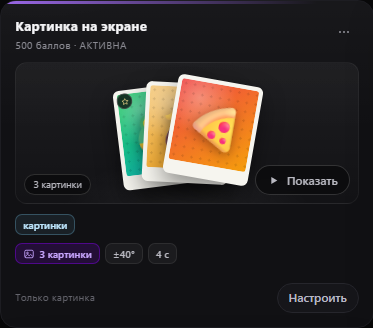 Картинка на экране
500 баллов · АКТИВНА
3 картинки
Показать
картинки
3 картинки ±40° 4 с
Только картинка
Настроить